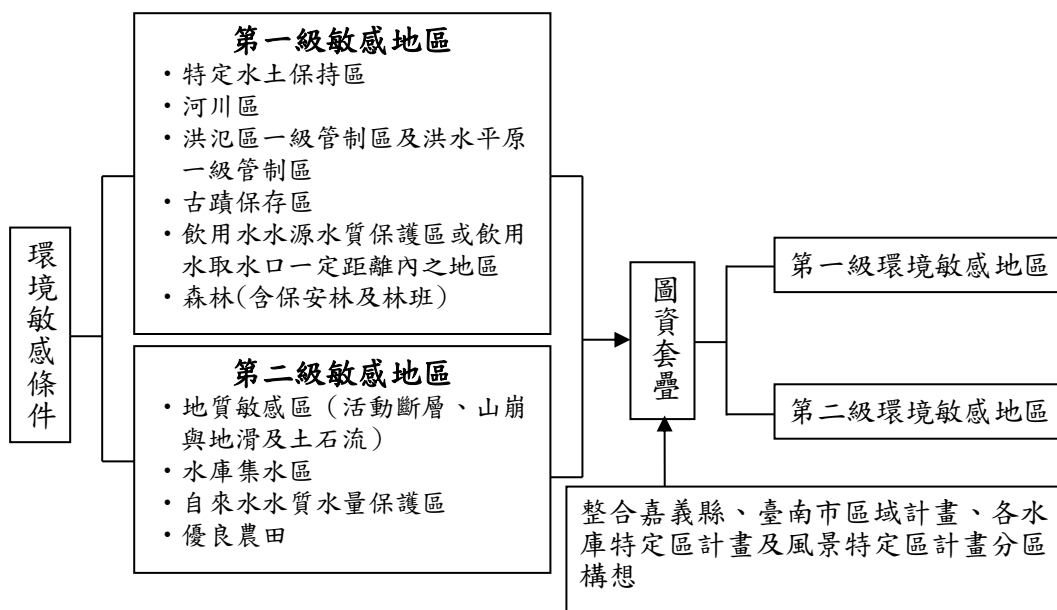 環境敏感條件
第一級敏感地區
・特定水土保持區
・河川區
・洪氾區一級管制區及洪水平原
一級管制區
・古蹟保存區
・飲用水水源水質保護區或飲用
水取水口一定距離內之地區
・森林(含保安林及林班)
第二級敏感地區
・地質敏感區（活動斷層、山崩
與地滑及土石流）
・水庫集水區
・自來水水質水量保護區
・優良農田
圖資套疊
整合嘉義縣、臺南市區域計畫、各水
庫特定區計畫及風景特定區計畫分區
構想
第一級環境敏感地區
第二級環境敏感地區